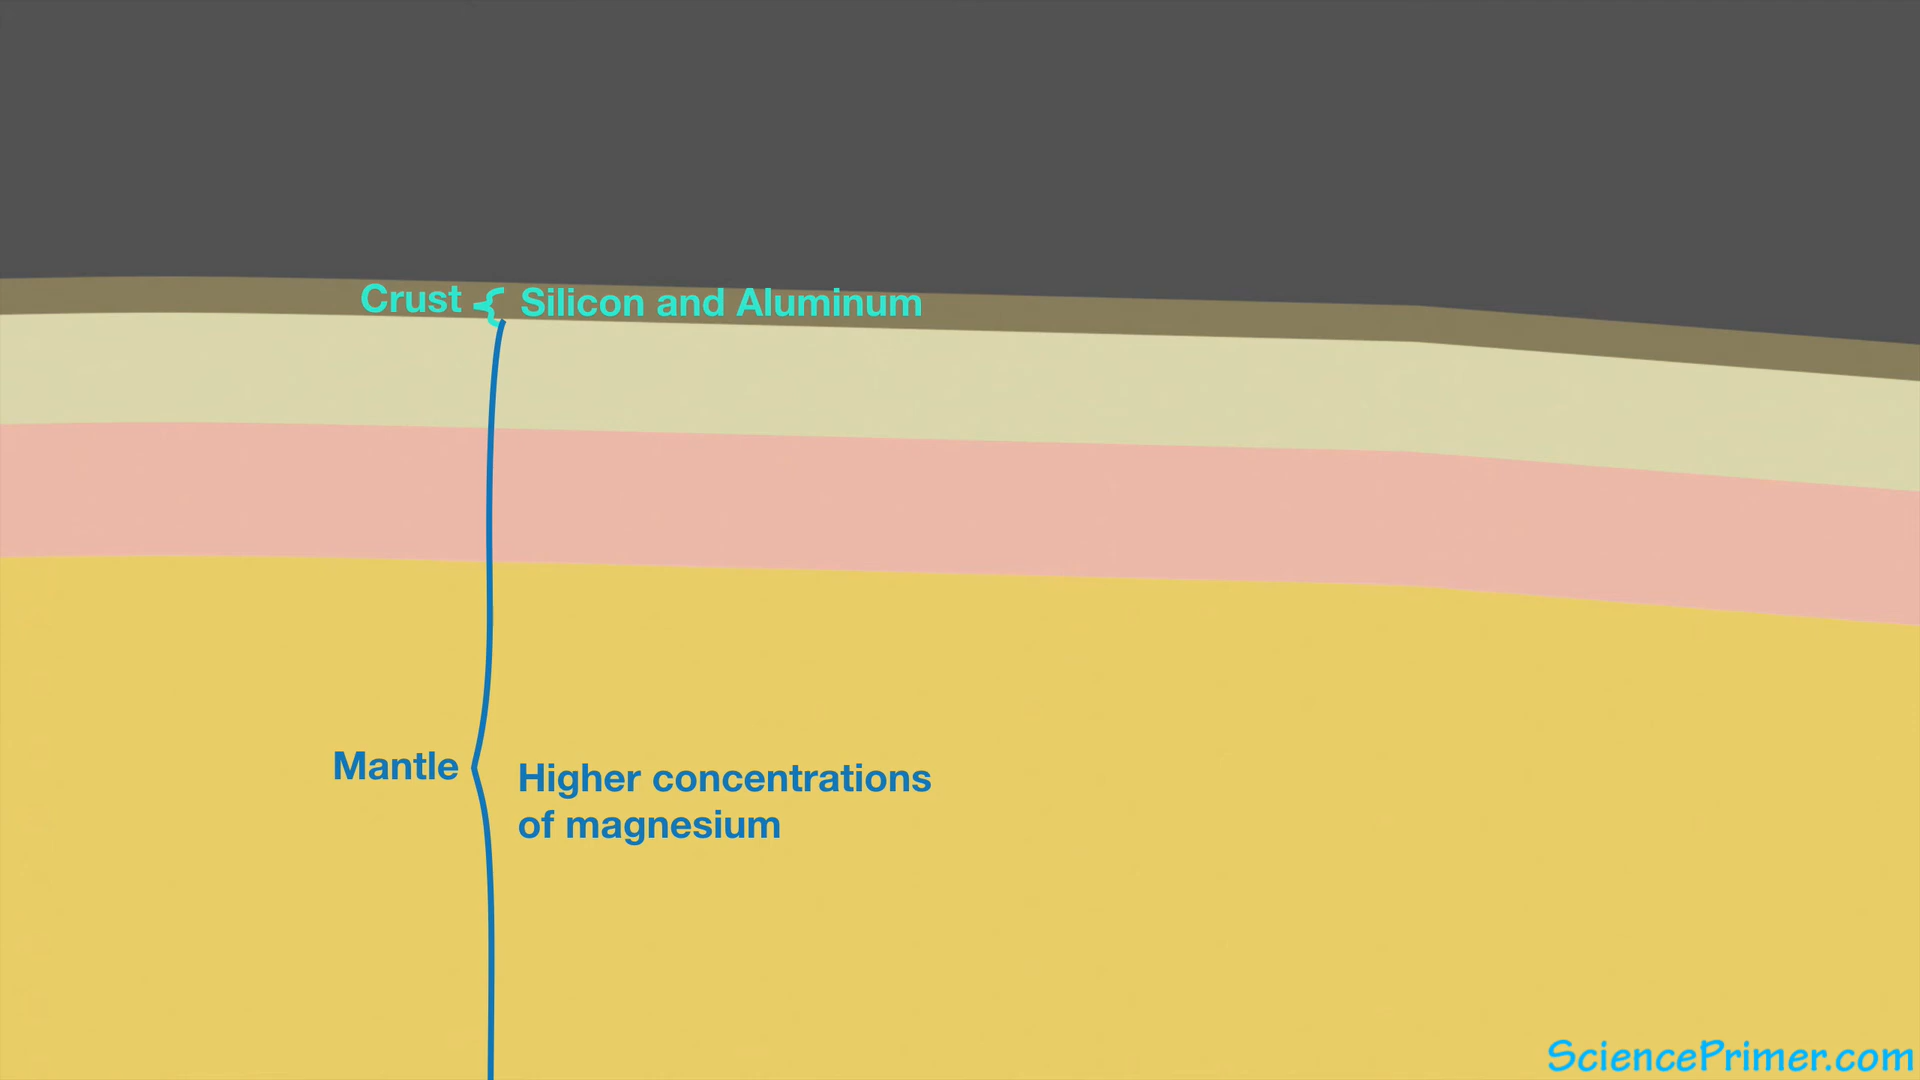 Crust
Silicon and Aluminum
Mantle
Higher concentrations
of magnesium
SciencePrimer.com